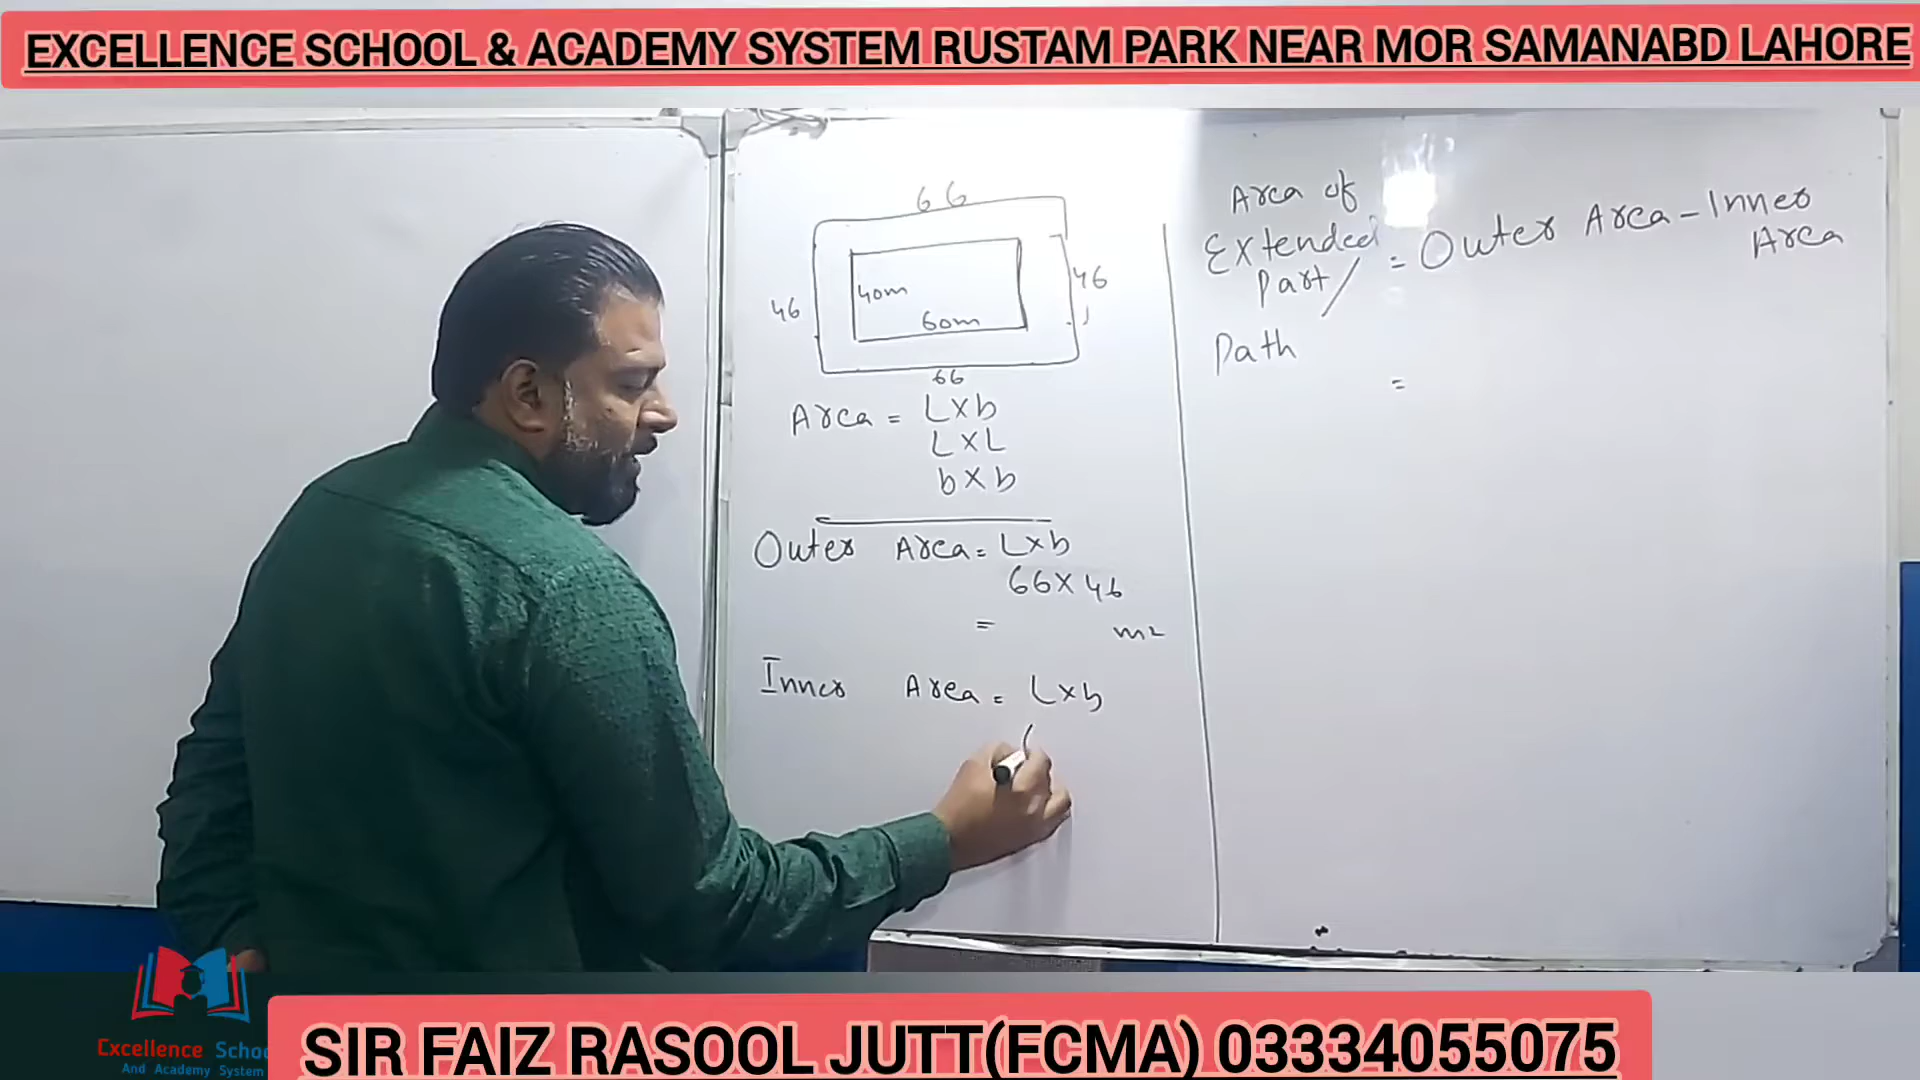 EXCELLENCE SCHOOL & ACADEMY SYSTEM RUSTAM PARK NEAR MOR SAMANABD LAHORE
66
46
40m
60m
46
66
Area = L×b
L×L
b×b
Outer Area = L×b
66×46
= m2
Inner Area = L×b
Area of
Extended
Part/
Path
= Outer Area - Inner
Area
=
Excellence Schoo
And Academy System
SIR FAIZ RASOOL JUTT(FCMA) 03334055075